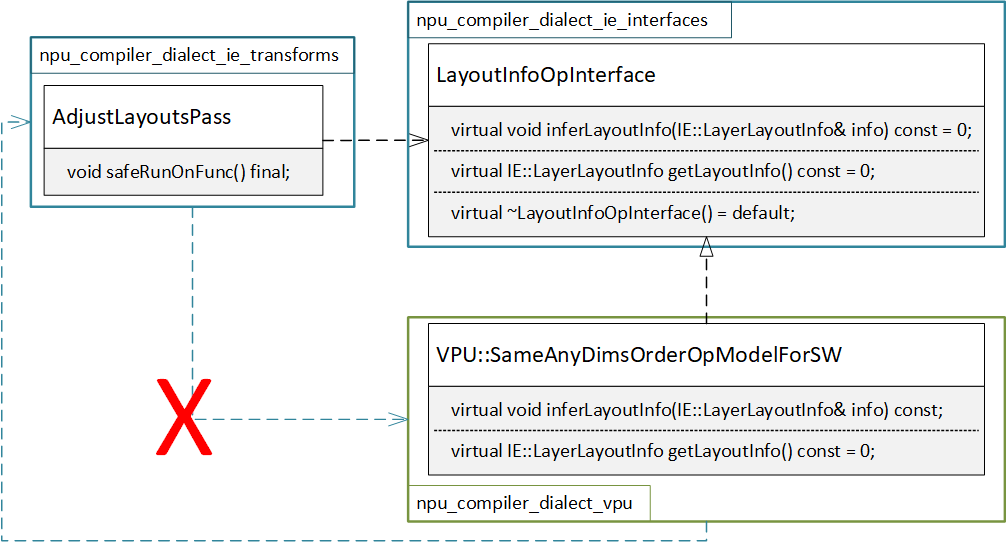 npu_compiler_dialect_ie_transforms
AdjustLayoutsPass
void safeRunOnFunc() final;
npu_compiler_dialect_ie_interfaces
LayoutInfoOpInterface
virtual void inferLayoutInfo(IE::LayerLayoutInfo& info) const = 0;
virtual IE::LayerLayoutInfo getLayoutInfo() const = 0;
virtual ~LayoutInfoOpInterface() = default;
X
VPU::SameAnyDimsOrderOpModelForSW
virtual void inferLayoutInfo(IE::LayerLayoutInfo& info) const;
virtual IE::LayerLayoutInfo getLayoutInfo() const = 0;
npu_compiler_dialect_vpu